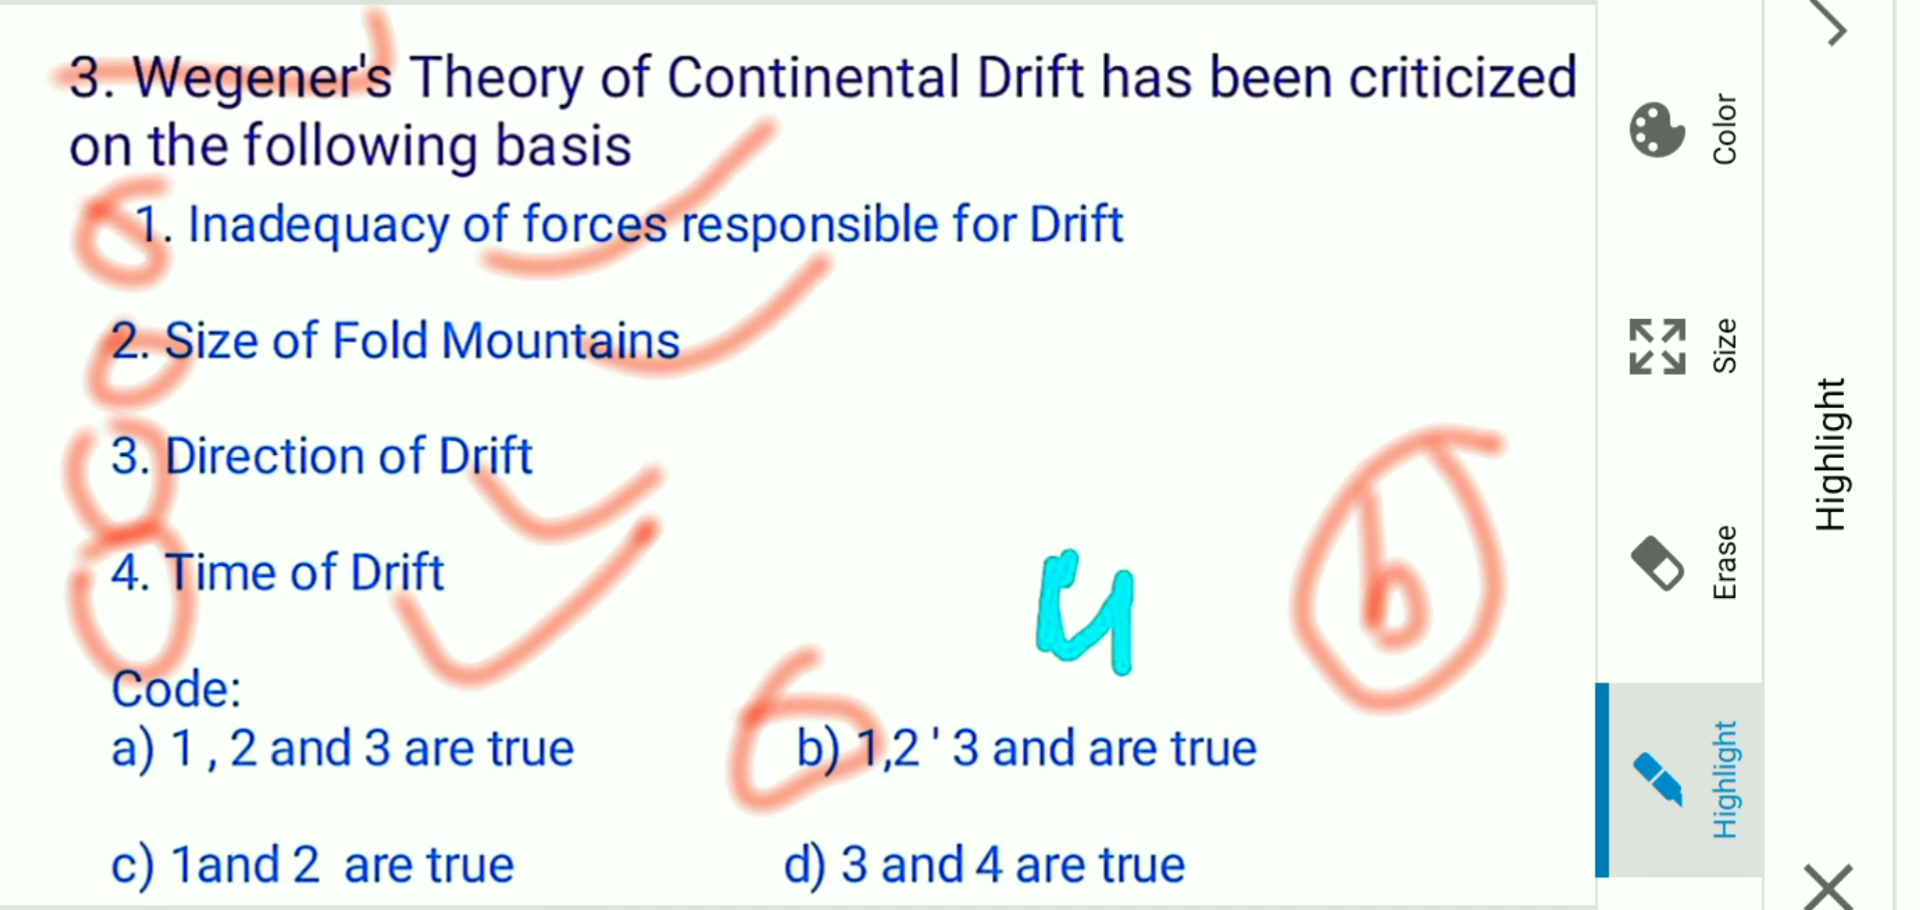 3. Wegener's Theory of Continental Drift has been criticized
on the following basis
1. Inadequacy of forces responsible for Drift
2. Size of Fold Mountains
3. Direction of Drift
4. Time of Drift
4
b
Code:
a) 1 , 2 and 3 are true
b) 1,2 ' 3 and are true
c) 1and 2 are true
d) 3 and 4 are true
Color
Size
Erase
Highlight
Highlight